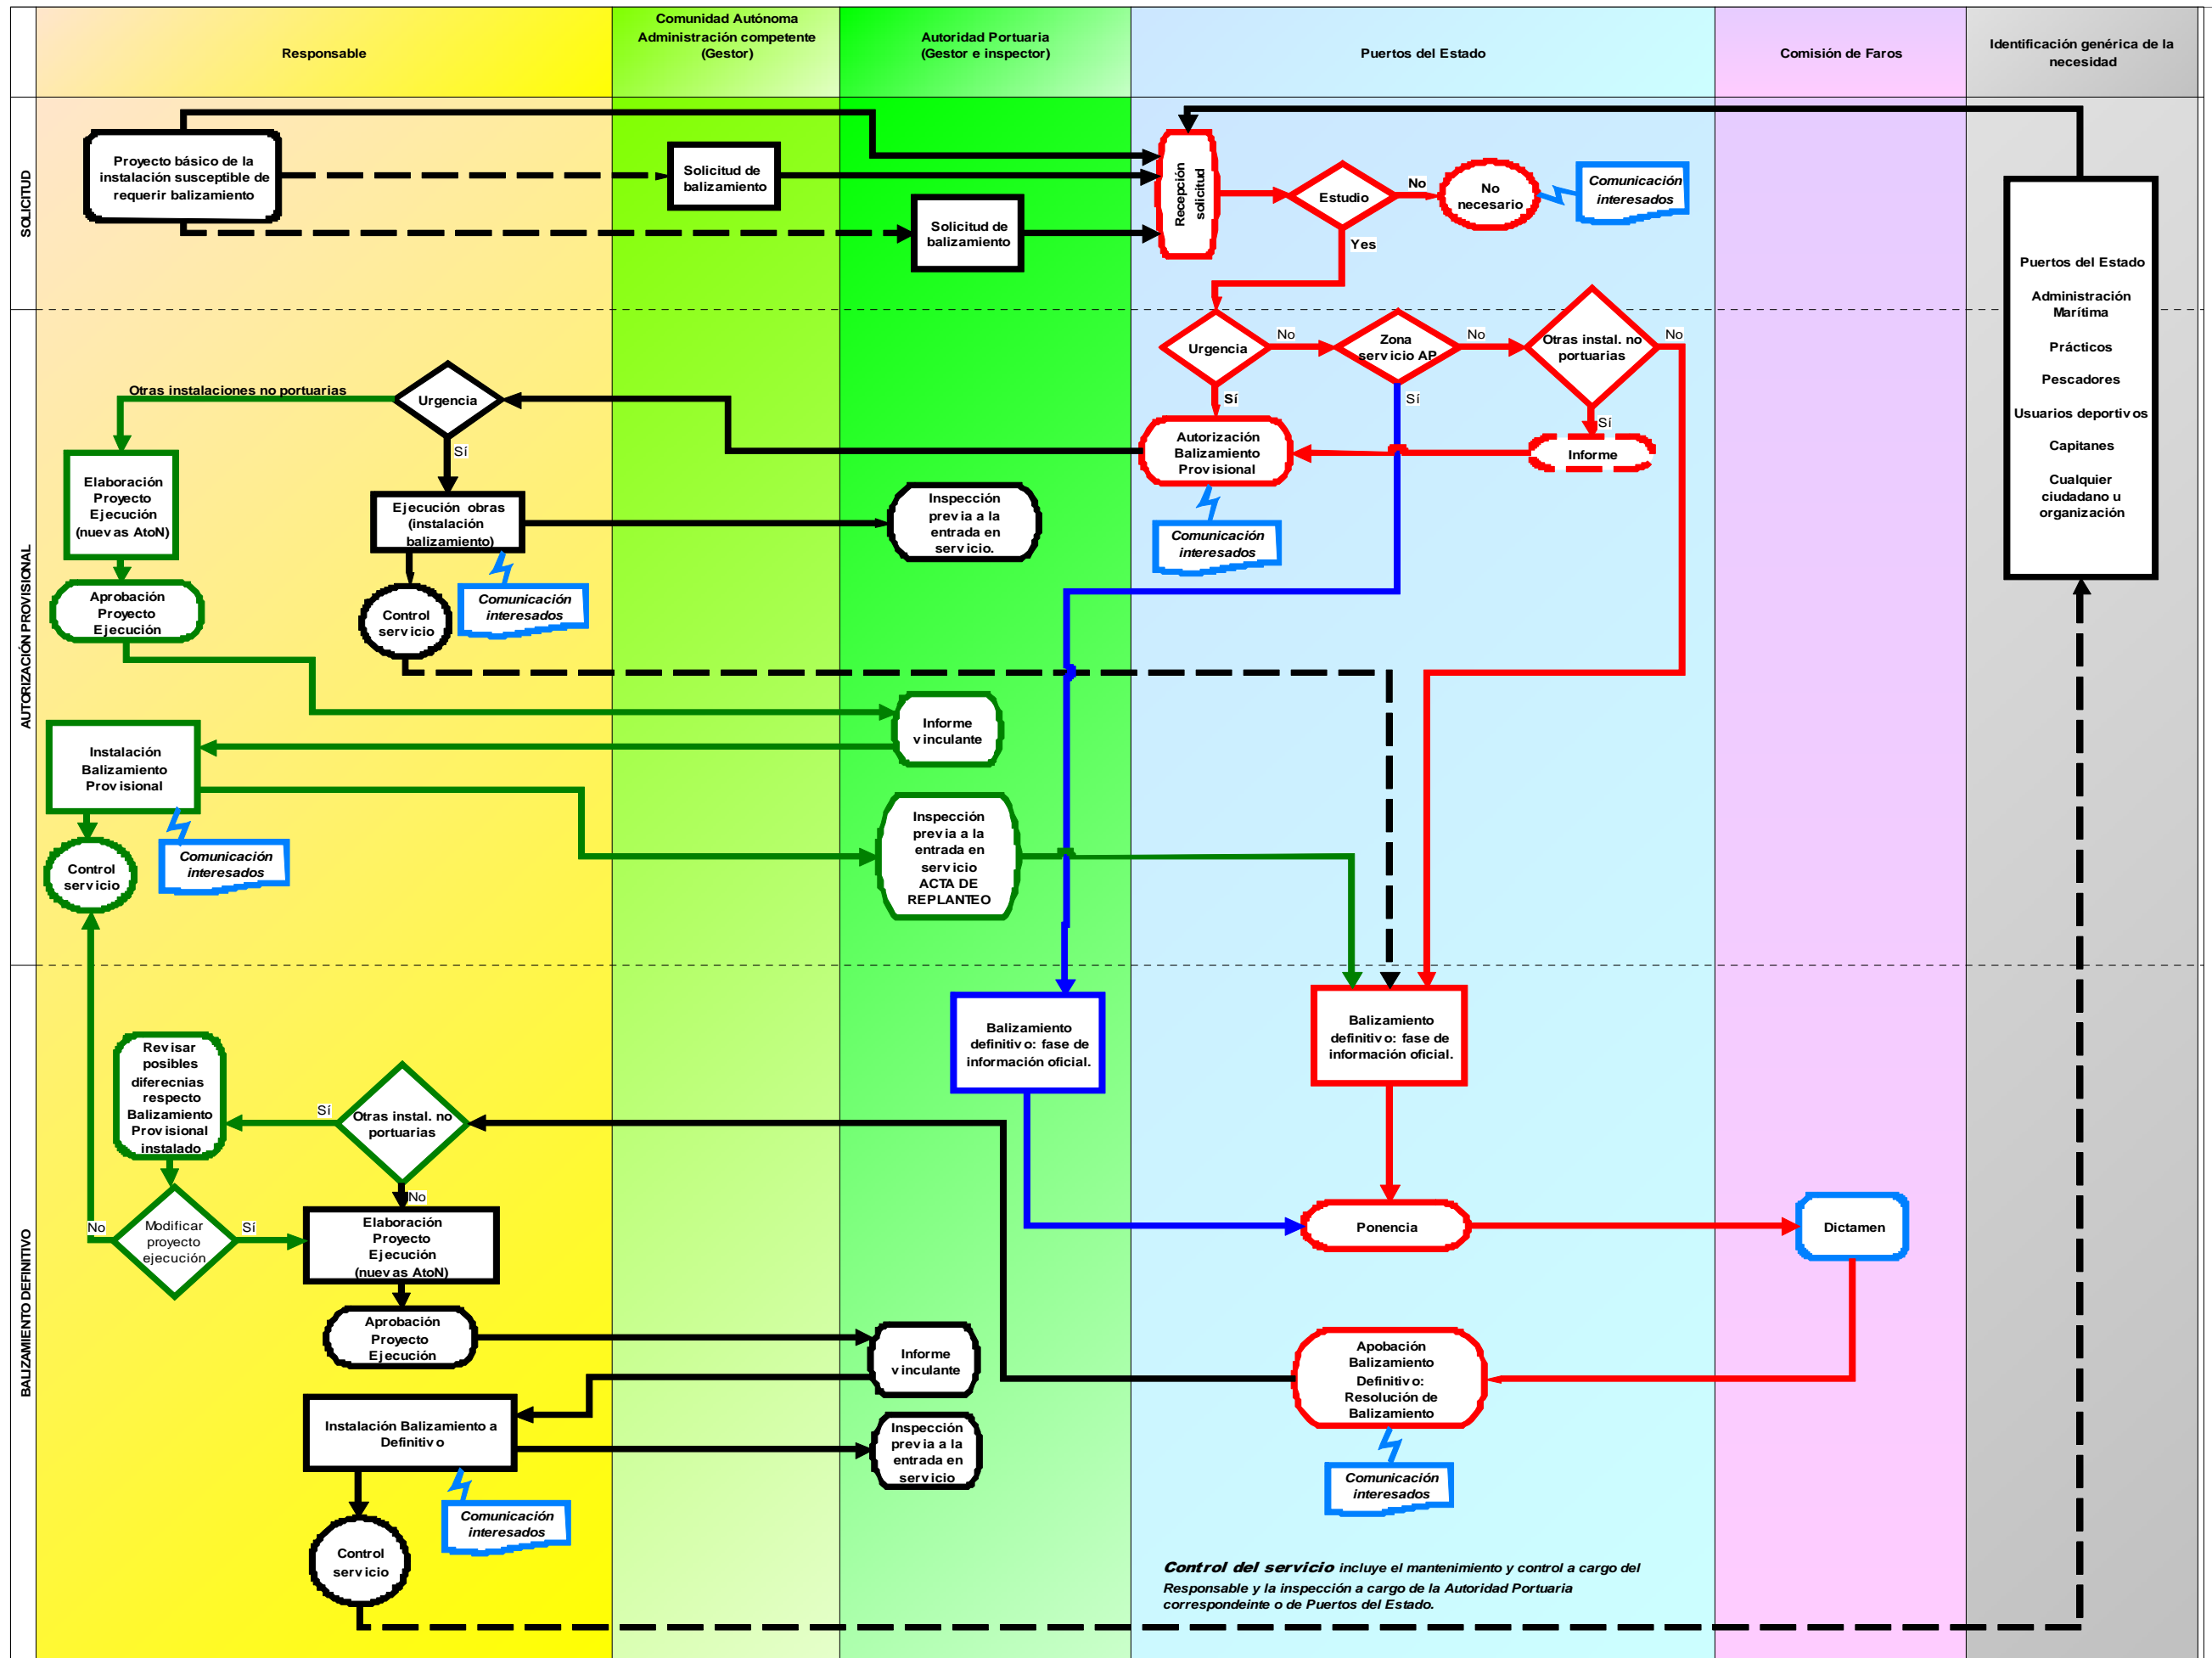 Responsable
Comunidad Autónoma
Administración competente
(Gestor)
Autoridad Portuaria
(Gestor e inspector)
Puertos del Estado
Comisión de Faros
Identificación genérica de la
necesidad
SOLICITUD
Proyecto básico de la
instalación susceptible de
requerir balizamiento
Solicitud de
balizamiento
Solicitud de
balizamiento
Recepción
solicitud
Estudio
No
No
necesario
Comunicación
interesados
Yes
Puertos del Estado
Administración
Marítima
Prácticos
Pescadores
Usuarios deportivos
Capitanes
Cualquier
ciudadano u
organización
AUTORIZACIÓN PROVISIONAL
Urgencia
No
Zona
servicio AP
No
Otras instal. no
portuarias
No
Sí
Sí
Sí
Autorización
Balizamiento
Provisional
Informe
Comunicación
interesados
Otras instalaciones no portuarias
Urgencia
Sí
Elaboración
Proyecto
Ejecución
(nuevas AtoN)
Ejecución obras
(instalación
balizamiento)
Inspección
previa a la
entrada en
servicio.
Aprobación
Proyecto
Ejecución
Control
servicio
Comunicación
interesados
Informe
vinculante
Instalación
Balizamiento
Provisional
Comunicación
interesados
Control
servicio
Inspección
previa a la
entrada en
servicio
ACTA DE
REPLANTEO
BALIZAMIENTO DEFINITIVO
Balizamiento
definitivo: fase de
información oficial.
Balizamiento
definitivo: fase de
información oficial.
Revisar
posibles
diferecnias
respecto
Balizamiento
Provisional
instalado
Sí
Otras instal. no
portuarias
No
No
Modificar
proyecto
ejecución
Sí
Elaboración
Proyecto
Ejecución
(nuevas AtoN)
Ponencia
Dictamen
Aprobación
Proyecto
Ejecución
Informe
vinculante
Apobación
Balizamiento
Definitivo:
Resolución de
Balizamiento
Instalación Balizamiento a
Definitivo
Inspección
previa a la
entrada en
servicio
Comunicación
interesados
Comunicación
interesados
Control
servicio
Control del servicio incluye el mantenimiento y control a cargo del
Responsable y la inspección a cargo de la Autoridad Portuaria
correspondeinte o de Puertos del Estado.